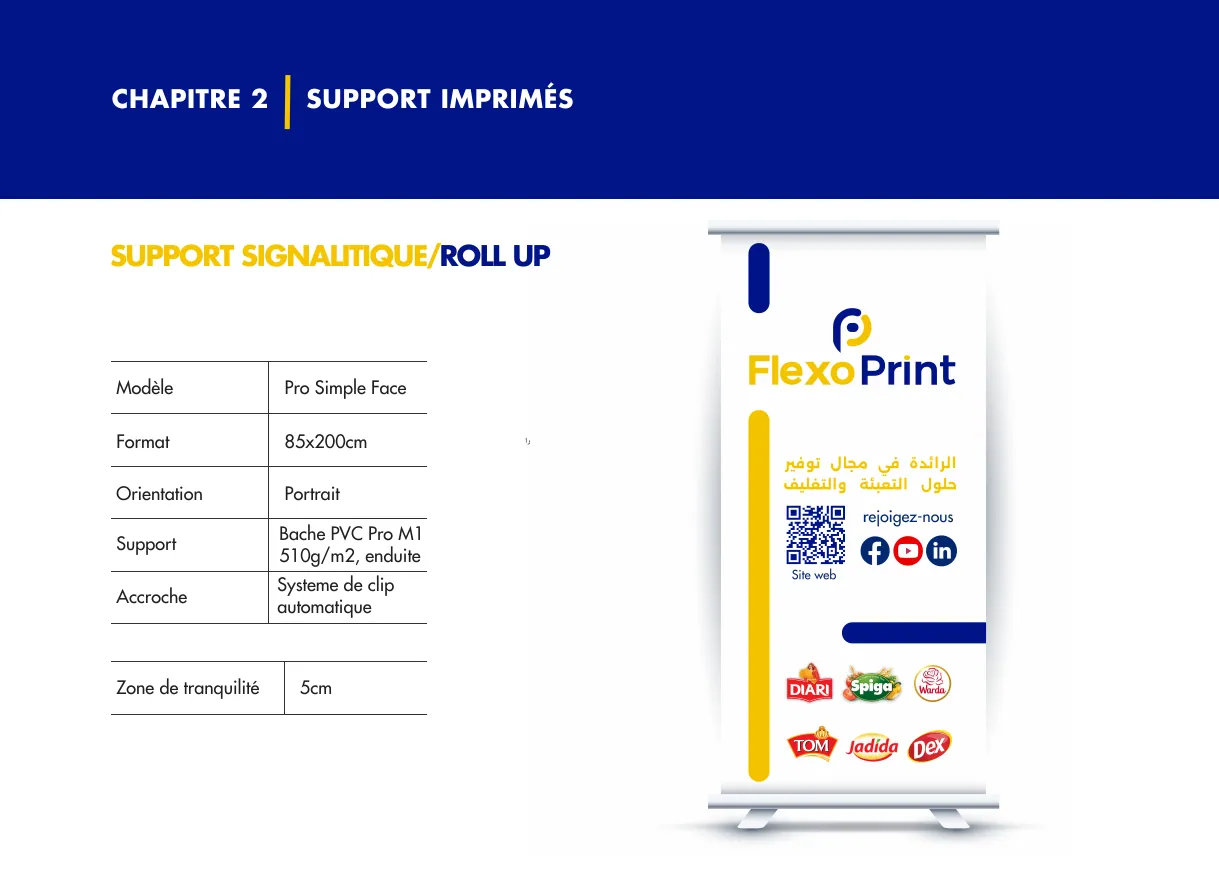 CHAPITRE 2 | SUPPORT IMPRIMÉS
SUPPORT SIGNALITIQUE/ROLL UP
Modèle Pro Simple Face
Format 85x200cm
Orientation Portrait
Support Bache PVC Pro M1
510g/m2, enduite
Accroche Systeme de clip
automatique
Zone de tranquilité 5cm
Flexo Print
الرائدة في مجال توفير
حلول التعبئة والتغليف
rejoigez-nous
Site web
DIARI
Spiga
Warda
TOM
Jadida
Dex